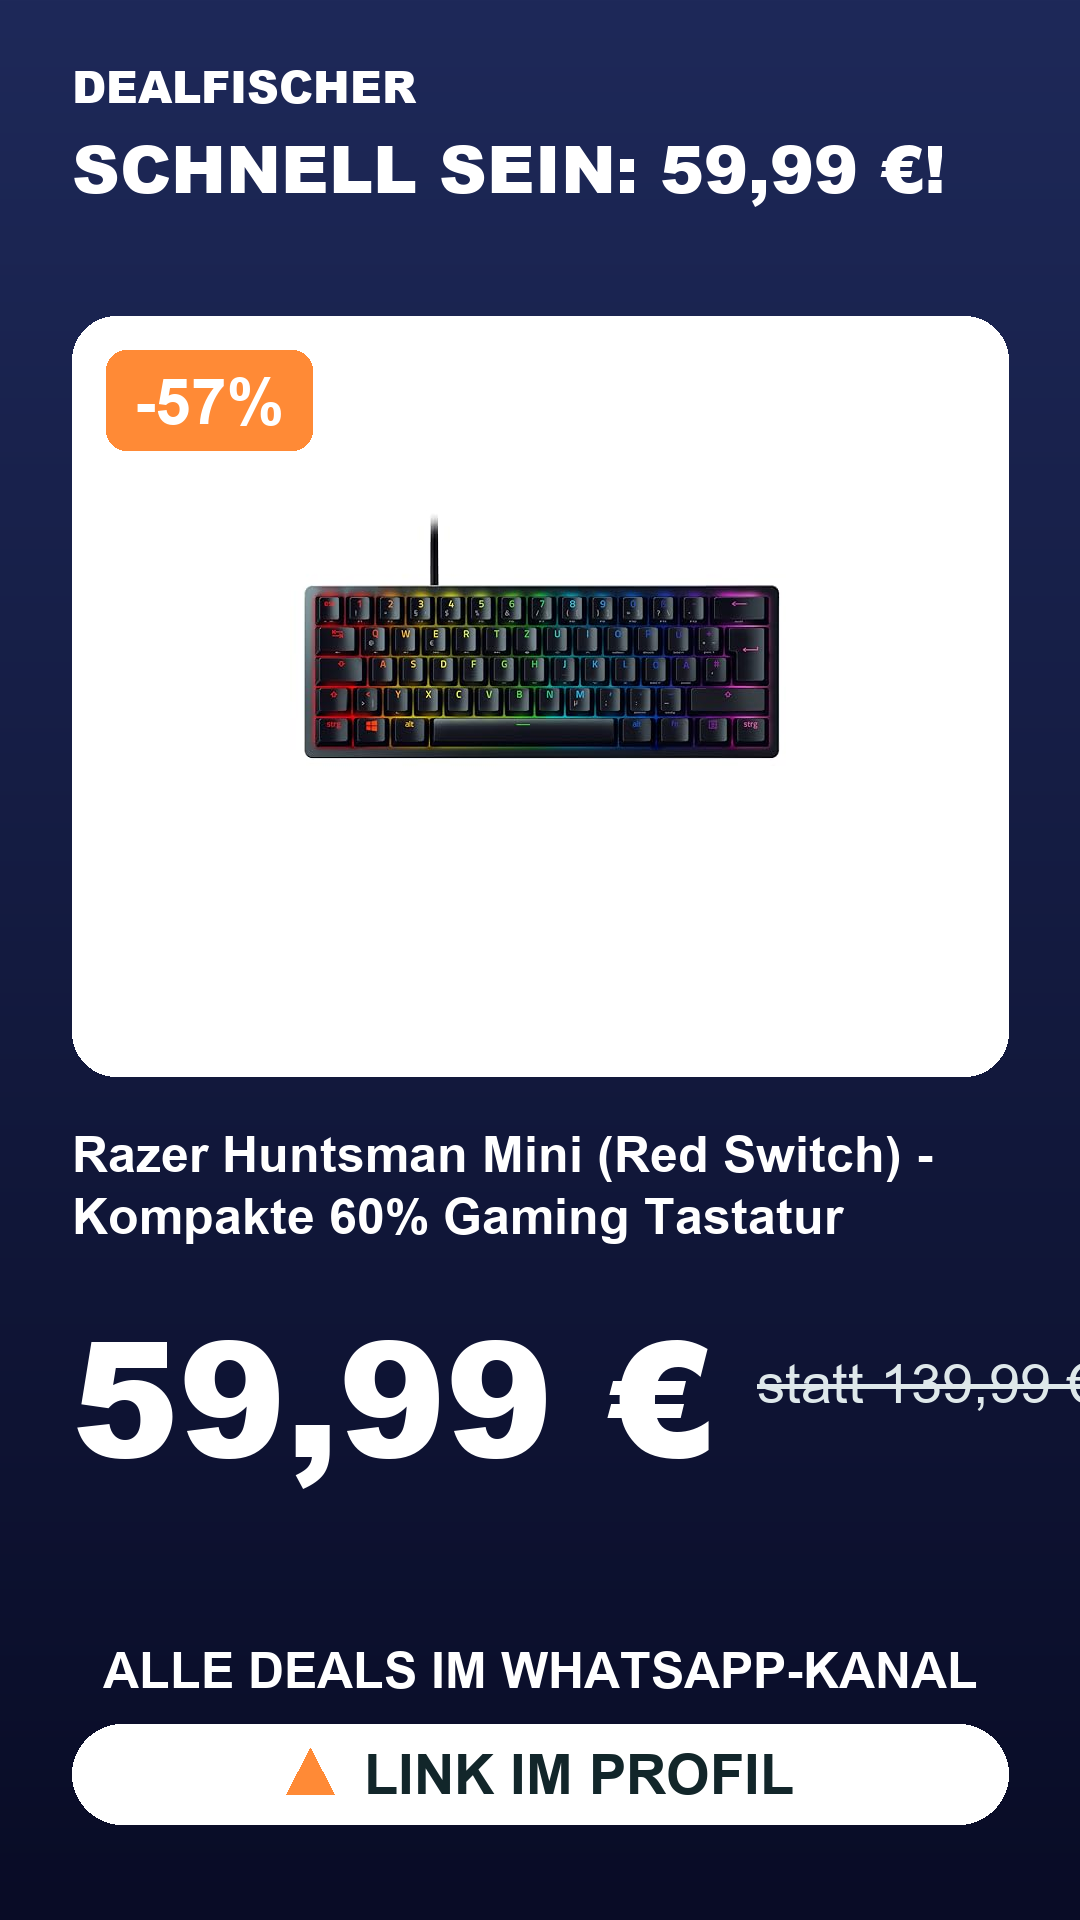 DEALFISCHER
SCHNELL SEIN: 59,99 €!
-57%
Razer Huntsman Mini (Red Switch) -
Kompakte 60% Gaming Tastatur
59,99 € statt 139,99 €
ALLE DEALS IM WHATSAPP-KANAL
LINK IM PROFIL